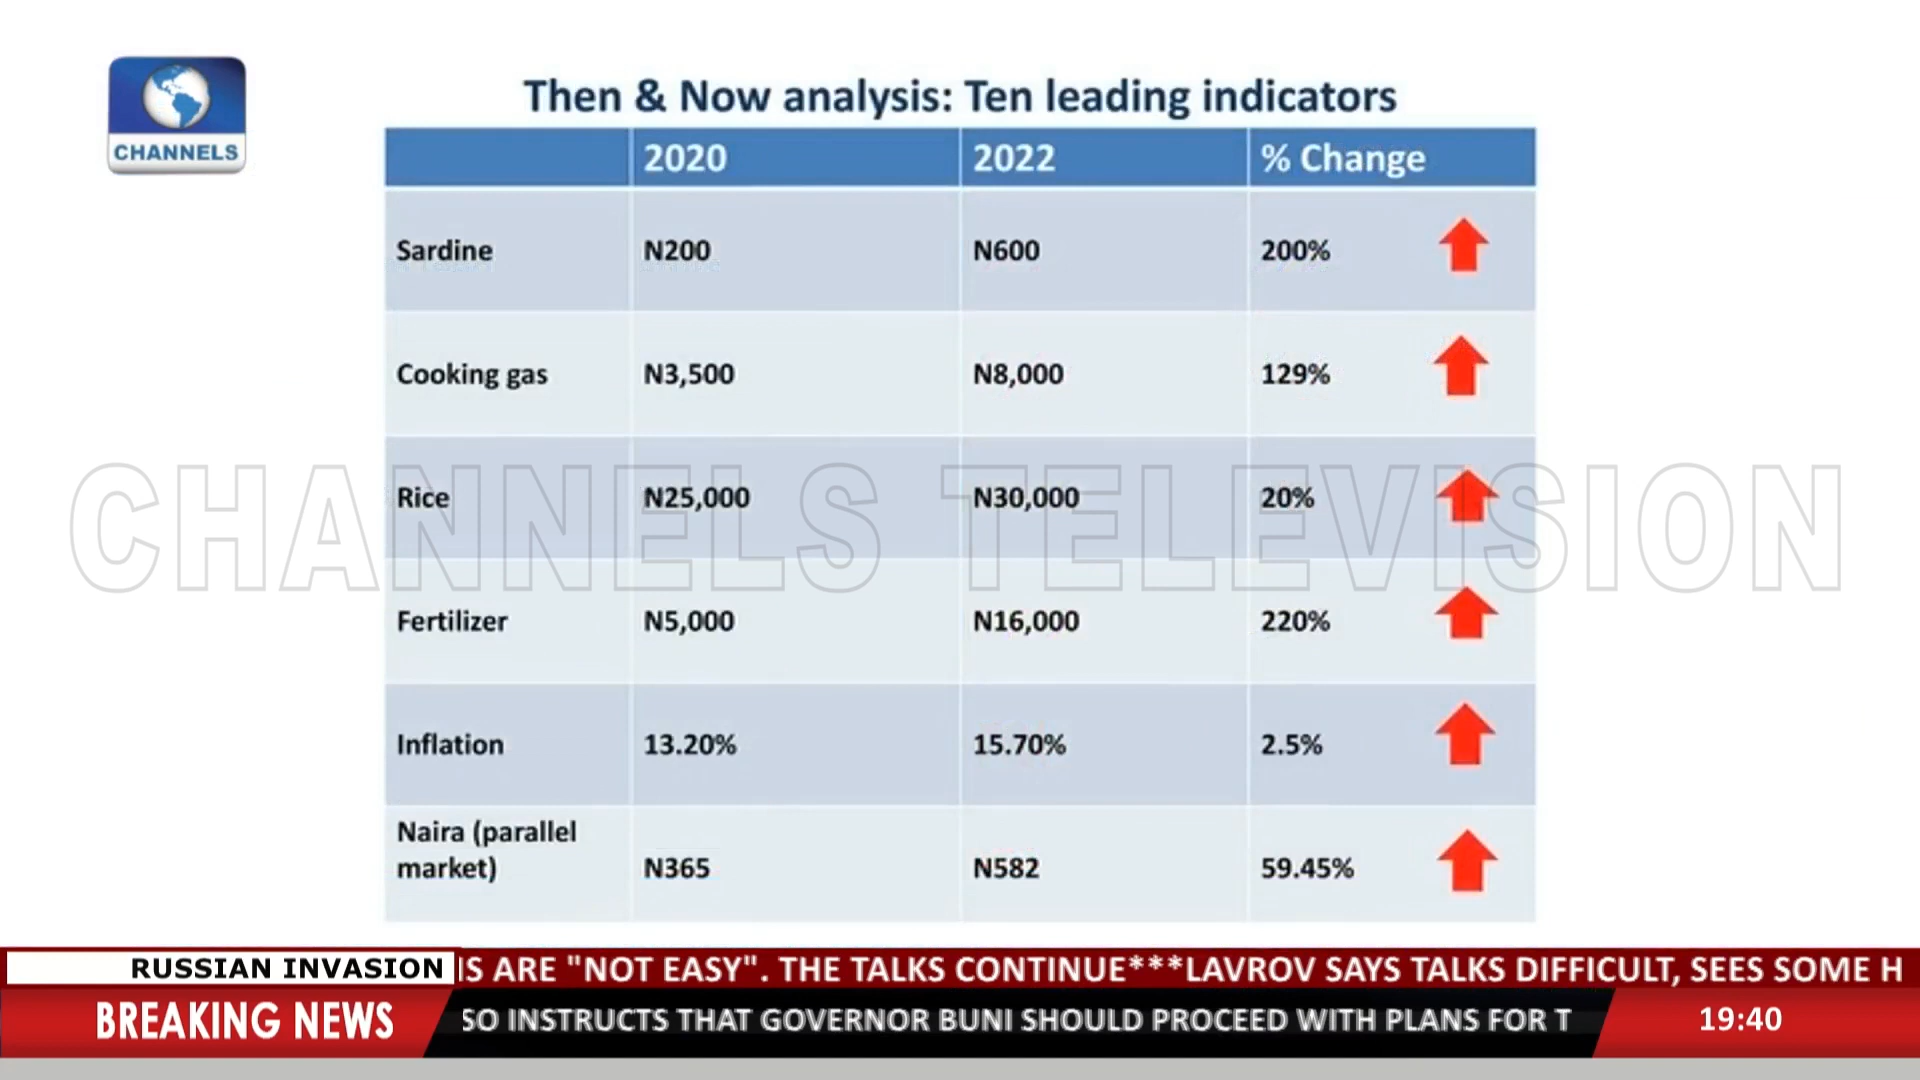 CHANNELS
Then & Now analysis: Ten leading indicators
2020 2022 % Change
Sardine N200 N600 200%
Cooking gas N3,500 N8,000 129%
Rice N25,000 N30,000 20%
CHANNELS TELEVISION
Fertilizer N5,000 N16,000 220%
Inflation 13.20% 15.70% 2.5%
Naira (parallel
market) N365 N582 59.45%
RUSSIAN INVASION IS ARE "NOT EASY". THE TALKS CONTINUE***LAVROV SAYS TALKS DIFFICULT, SEES SOME H
BREAKING NEWS SO INSTRUCTS THAT GOVERNOR BUNI SHOULD PROCEED WITH PLANS FOR T 19:40